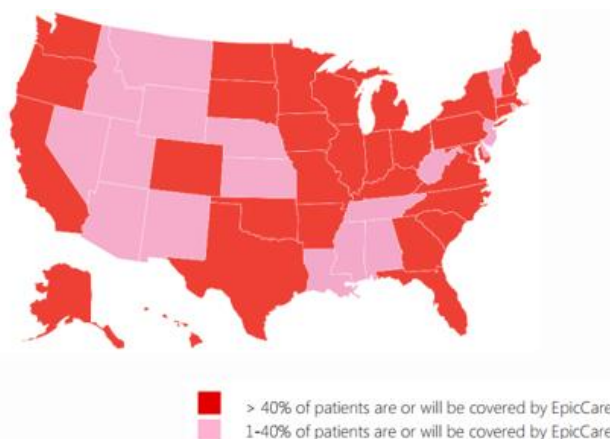 > 40% of patients are or will be covered by EpicCare
1-40% of patients are or will be covered by EpicCare